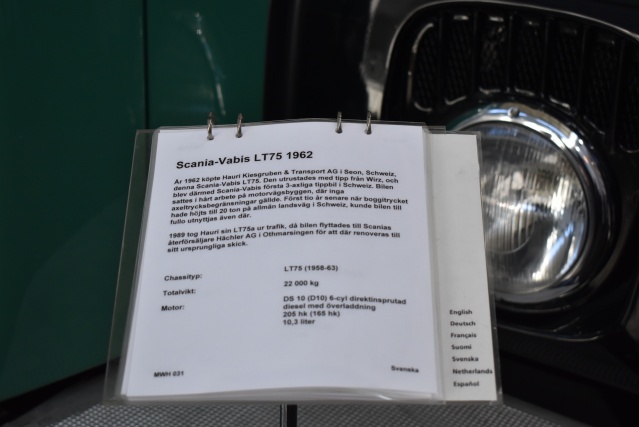 Scania-Vabis LT75 1962
År 1962 köpte Hauri Kiesgruben & Transport AG i Seon, Schweiz,
denna Scania-Vabis LT75. Den utrustades med tipp från Wirz, och
blev därmed Scania-Vabis första 3-axliga tippbil i Schweiz. Bilen
sattes i hårt arbete på motorvägsbyggen, där inga
axeltrycksbegränsningar gällde. Först tio år senare när boggitrycket
hade höjts till 20 ton på allmän landsväg i Schweiz, kunde bilen till
fullo utnyttjas även där.
1989 tog Hauri sin LT75a ur trafik, då bilen flyttades till Scanias
återförsäljare Hächler AG i Othmarsingen för att där renoveras till
sitt ursprungliga skick.
Chassityp: LT75 (1958-63)
Totalvikt: 22 000 kg
Motor: DS 10 (D10) 6-cyl direktinsprutad
diesel med överladdning
205 hk (165 hk)
10,3 liter
MWH 031 Svenska
English
Deutsch
Français
Suomi
Svenska
Netherlands
Español